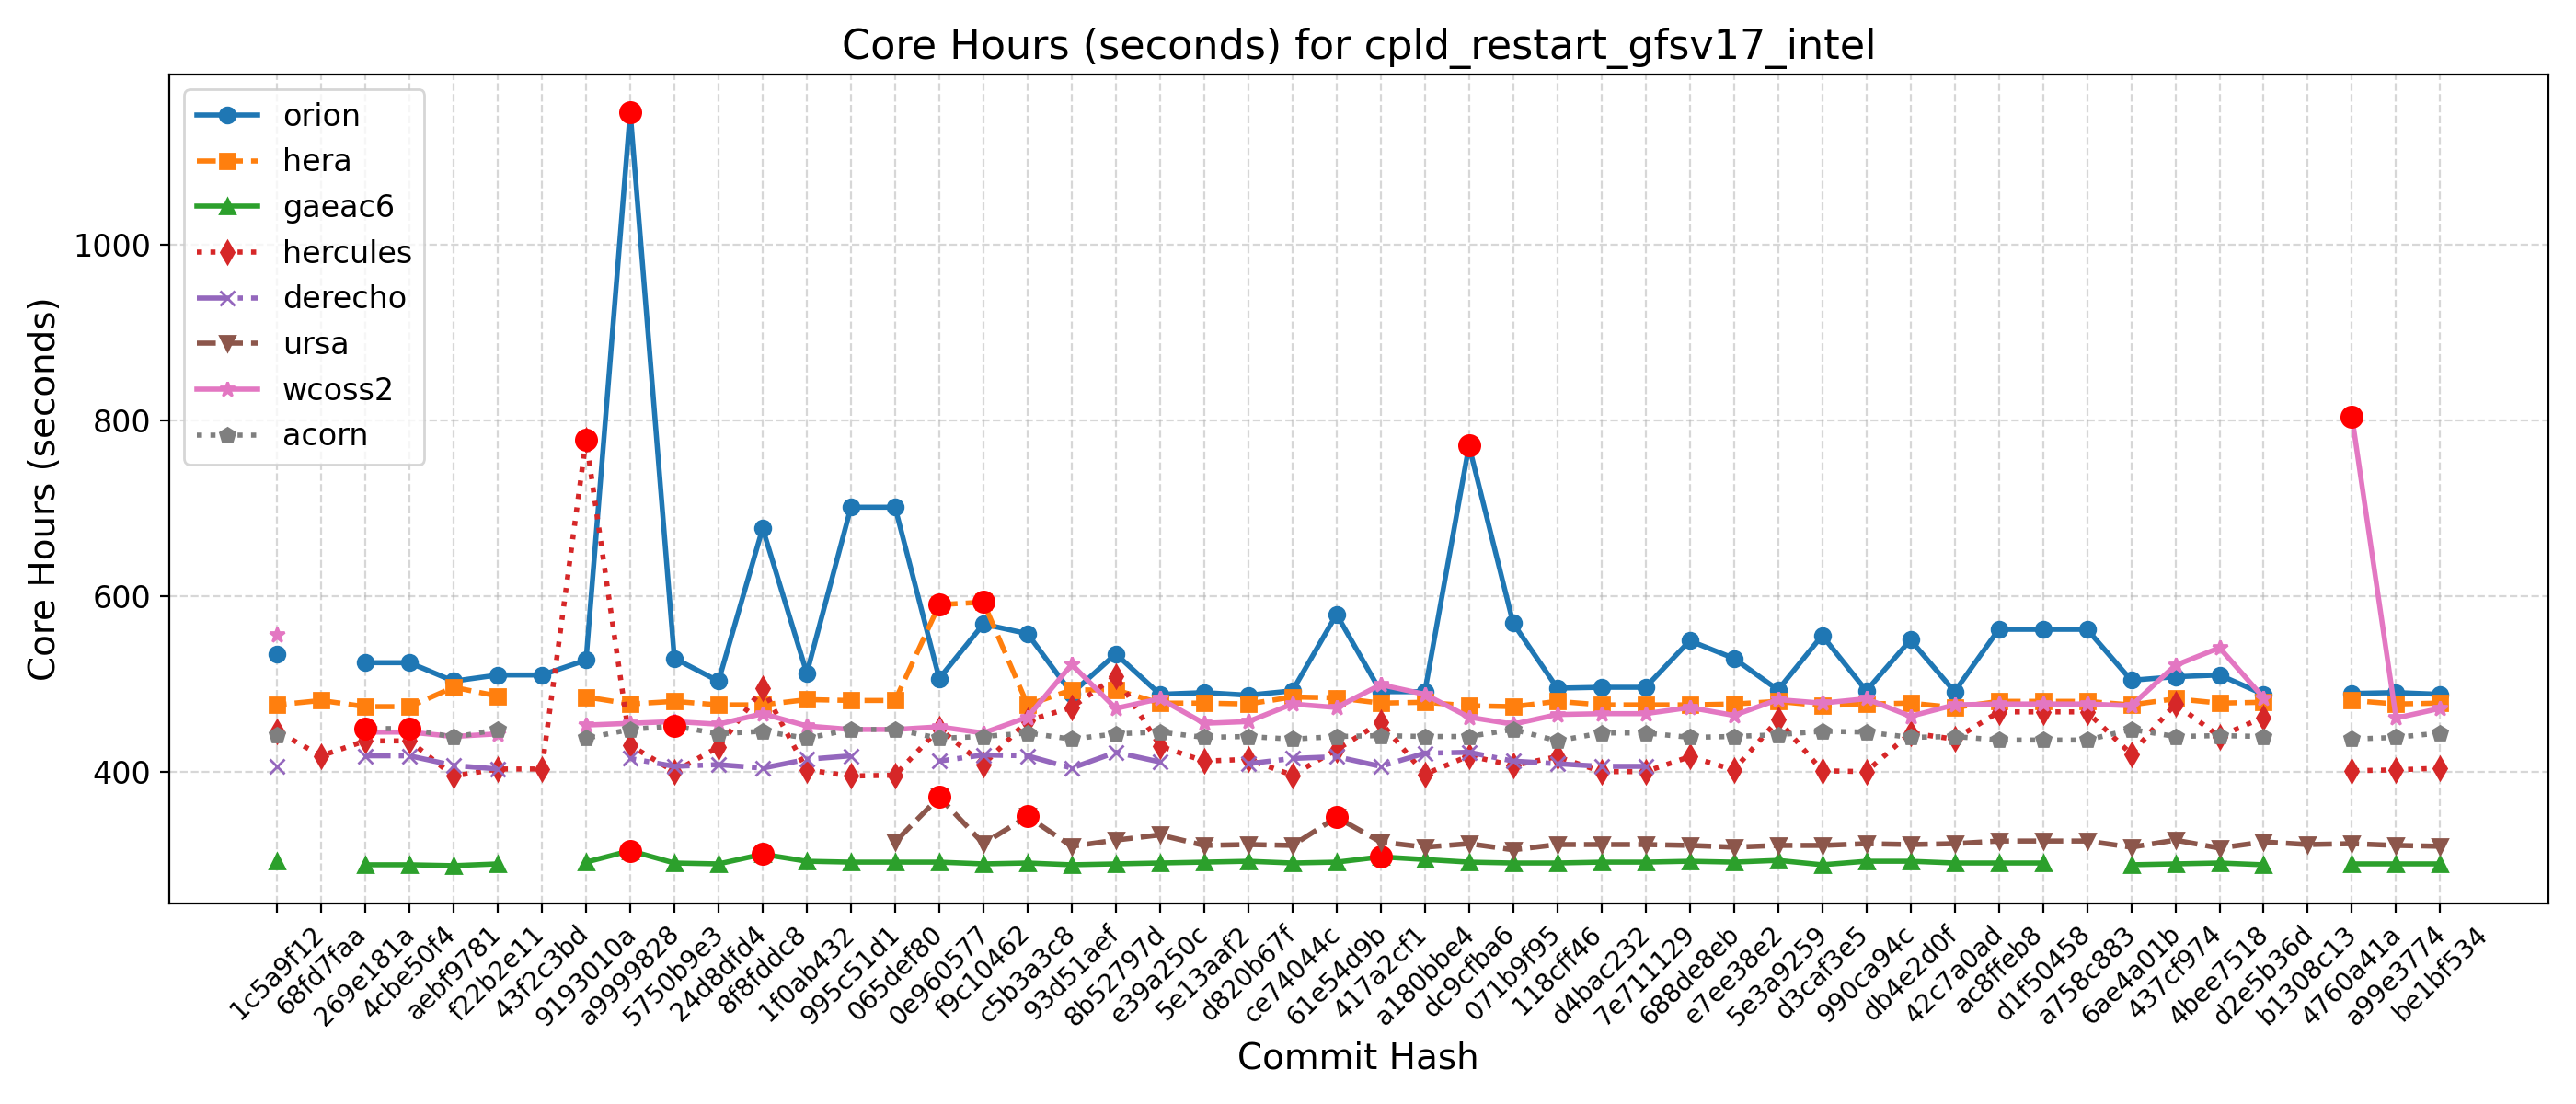 Core Hours (seconds) for cpld_restart_gfsv17_intel
orion
hera
gaeac6
hercules
derecho
ursa
wcoss2
acorn
Core Hours (seconds)
1000
800
600
400
1c5a9f12
68fd7faa
269e181a
4cbe50f4
aebf9781
f22b2e11
43f2c3bd
9193010a
a9999828
5750b9e3
24d8dfd4
8f8fddc8
1f0ab432
995c51d1
065def80
0e960577
f9c10462
c5b3a3c8
93d51aef
8b52797d
e39a250c
5e13aaf2
d820b67f
ce74044c
61e54d9b
417a2cf1
a180bbe4
dc9cfba6
071b9f95
118cff46
d4bac232
7e711129
688de8eb
e7ee38e2
5e3a9259
d3caf3e5
990ca94c
db4e2d0f
42c7a0ad
ac8ffeb8
d1f50458
a758c883
6ae4a01b
437cf974
4bee7518
d2e5b36d
b1308c13
4760a41a
a99e3774
be1bf534
Commit Hash